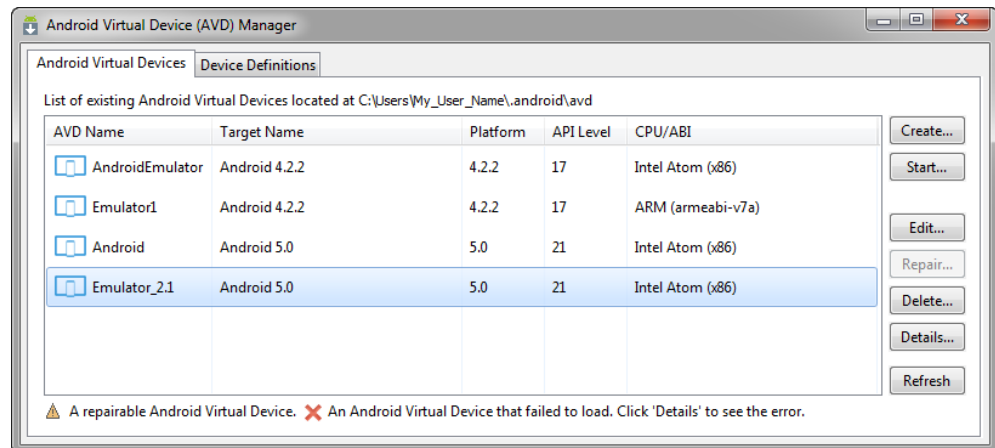 Android Virtual Device (AVD) Manager
Android Virtual Devices Device Definitions
List of existing Android Virtual Devices located at C:\Users\My_User_Name\.android\avd
AVD Name Target Name Platform API Level CPU/ABI
AndroidEmulator Android 4.2.2 4.2.2 17 Intel Atom (x86)
Emulator1 Android 4.2.2 4.2.2 17 ARM (armeabi-v7a)
Android Android 5.0 5.0 21 Intel Atom (x86)
Emulator_2.1 Android 5.0 5.0 21 Intel Atom (x86)
Create...
Start...
Edit...
Repair...
Delete...
Details...
Refresh
A repairable Android Virtual Device. An Android Virtual Device that failed to load. Click 'Details' to see the error.